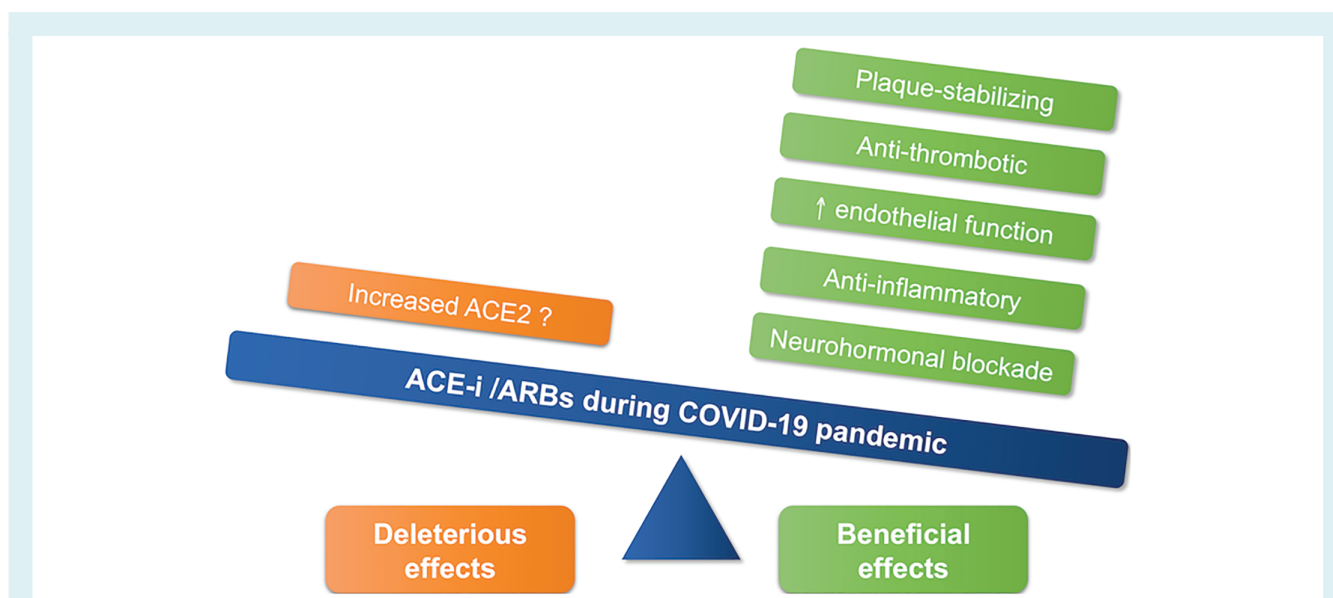 Plaque-stabilizing
Anti-thrombotic
↑ endothelial function
Anti-inflammatory
Neurohormonal blockade
Increased ACE2 ?
ACE-i /ARBs during COVID-19 pandemic
Deleterious
effects
Beneficial
effects